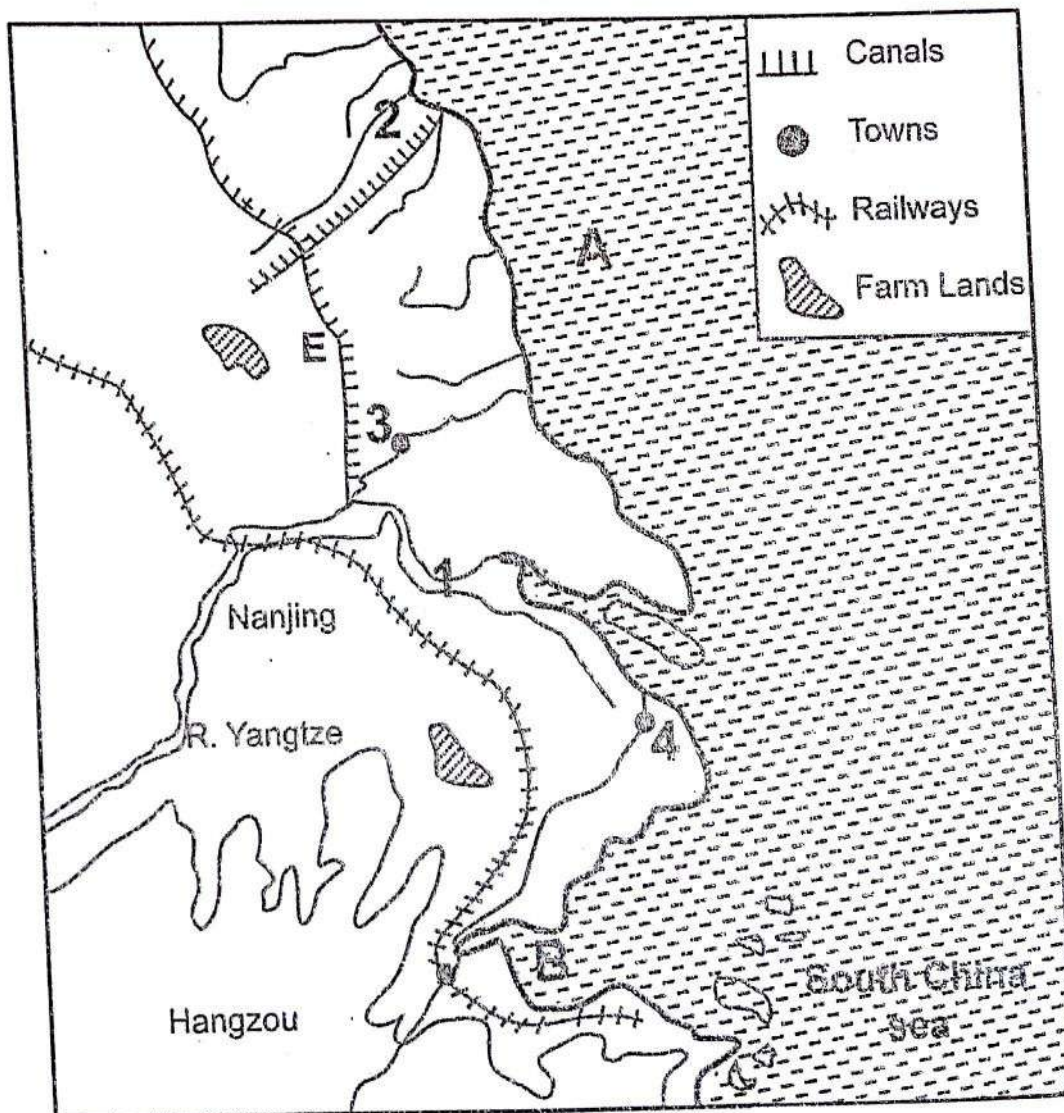 Canals
Towns
Railways
Farm Lands
2
A
E
3
1
Nanjing
R. Yangtze
4
B
South China
sea
Hangzou